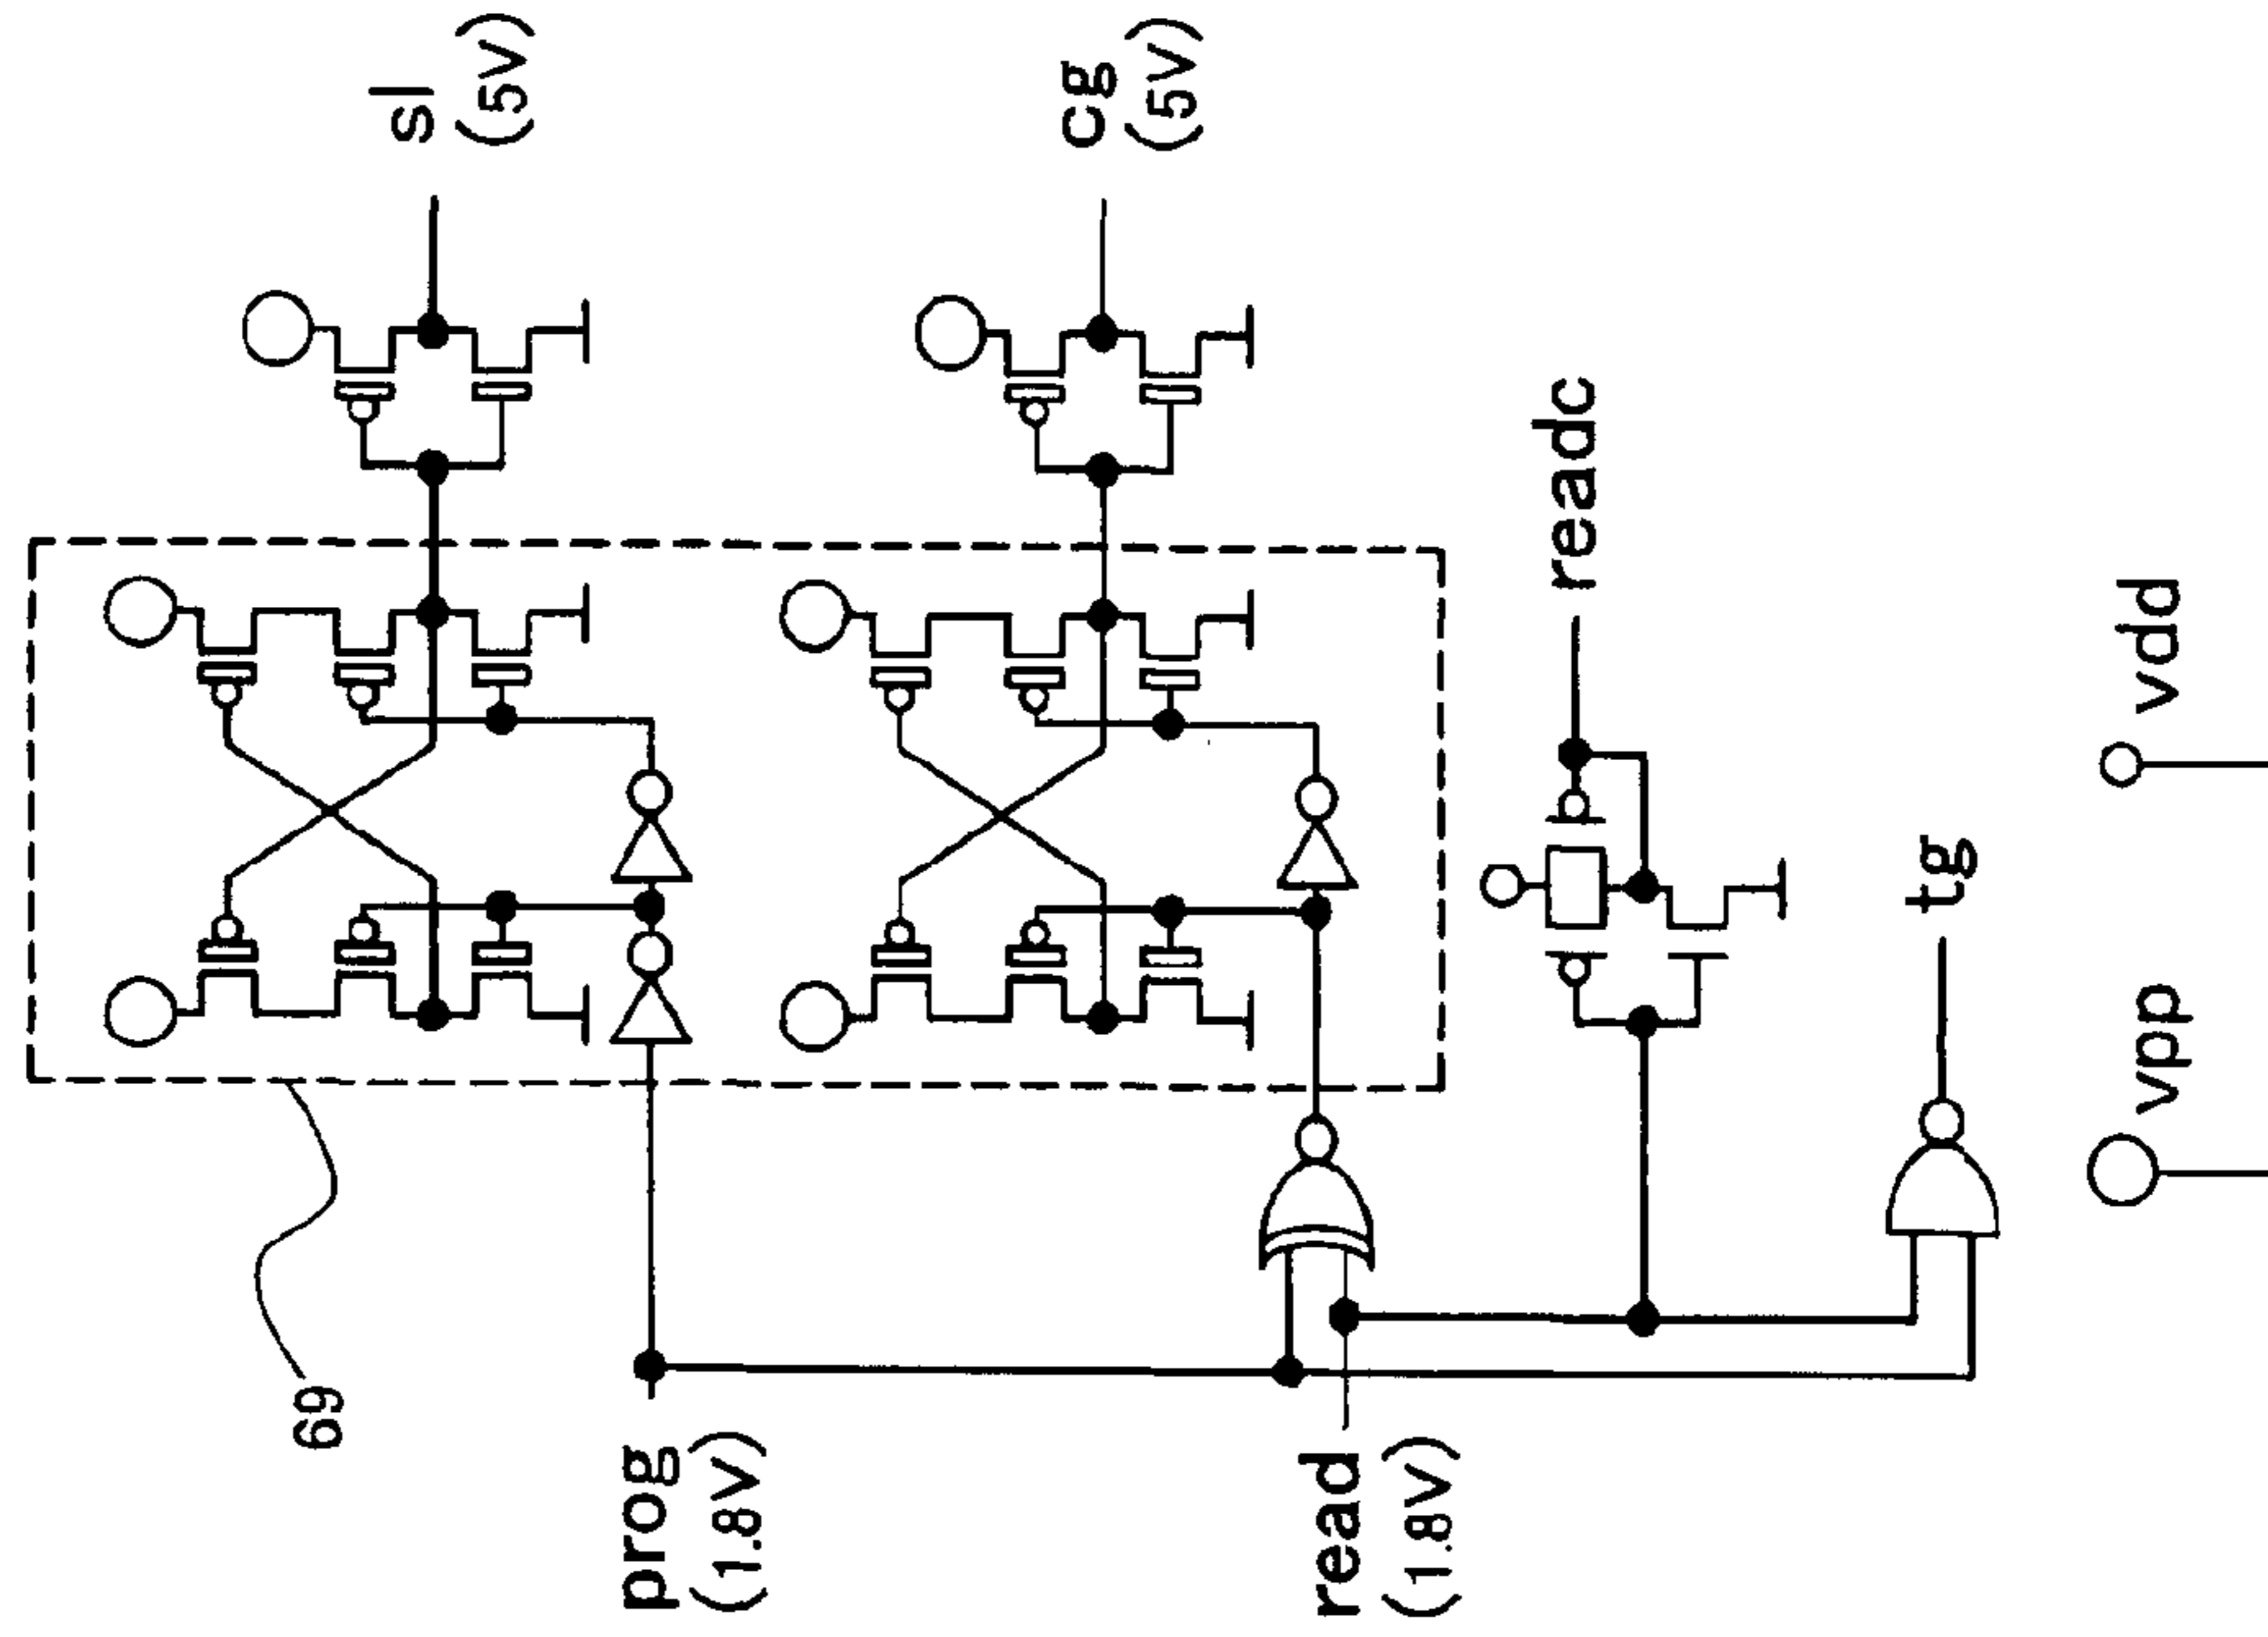 sl
(5V)
cg
(5V)
readc
tg
vdd
vpp
69
prog
(1.8V)
read
(1.8V)